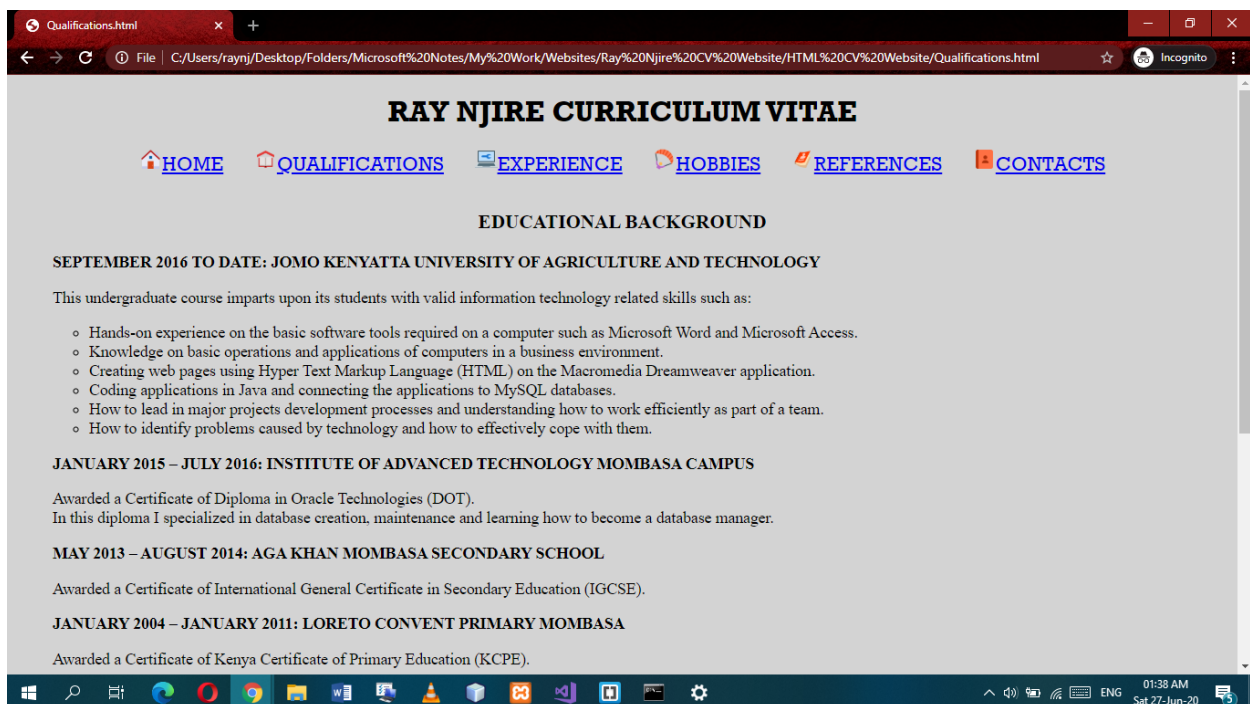 Qualifications.html
File C:/Users/raynj/Desktop/Folders/Microsoft%20Notes/My%20Work/Websites/Ray%20Njire%20CV%20Website/HTML%20CV%20Website/Qualifications.html Incognito
RAY NJIRE CURRICULUM VITAE
HOME QUALIFICATIONS EXPERIENCE HOBBIES REFERENCES CONTACTS
EDUCATIONAL BACKGROUND
SEPTEMBER 2016 TO DATE: JOMO KENYATTA UNIVERSITY OF AGRICULTURE AND TECHNOLOGY
This undergraduate course imparts upon its students with valid information technology related skills such as:
Hands-on experience on the basic software tools required on a computer such as Microsoft Word and Microsoft Access.
Knowledge on basic operations and applications of computers in a business environment.
Creating web pages using Hyper Text Markup Language (HTML) on the Macromedia Dreamweaver application.
Coding applications in Java and connecting the applications to MySQL databases.
How to lead in major projects development processes and understanding how to work efficiently as part of a team.
How to identify problems caused by technology and how to effectively cope with them.
JANUARY 2015 – JULY 2016: INSTITUTE OF ADVANCED TECHNOLOGY MOMBASA CAMPUS
Awarded a Certificate of Diploma in Oracle Technologies (DOT).
In this diploma I specialized in database creation, maintenance and learning how to become a database manager.
MAY 2013 – AUGUST 2014: AGA KHAN MOMBASA SECONDARY SCHOOL
Awarded a Certificate of International General Certificate in Secondary Education (IGCSE).
JANUARY 2004 – JANUARY 2011: LORETO CONVENT PRIMARY MOMBASA
Awarded a Certificate of Kenya Certificate of Primary Education (KCPE).
ENG
01:38 AM
Sat 27-Jun-20
5